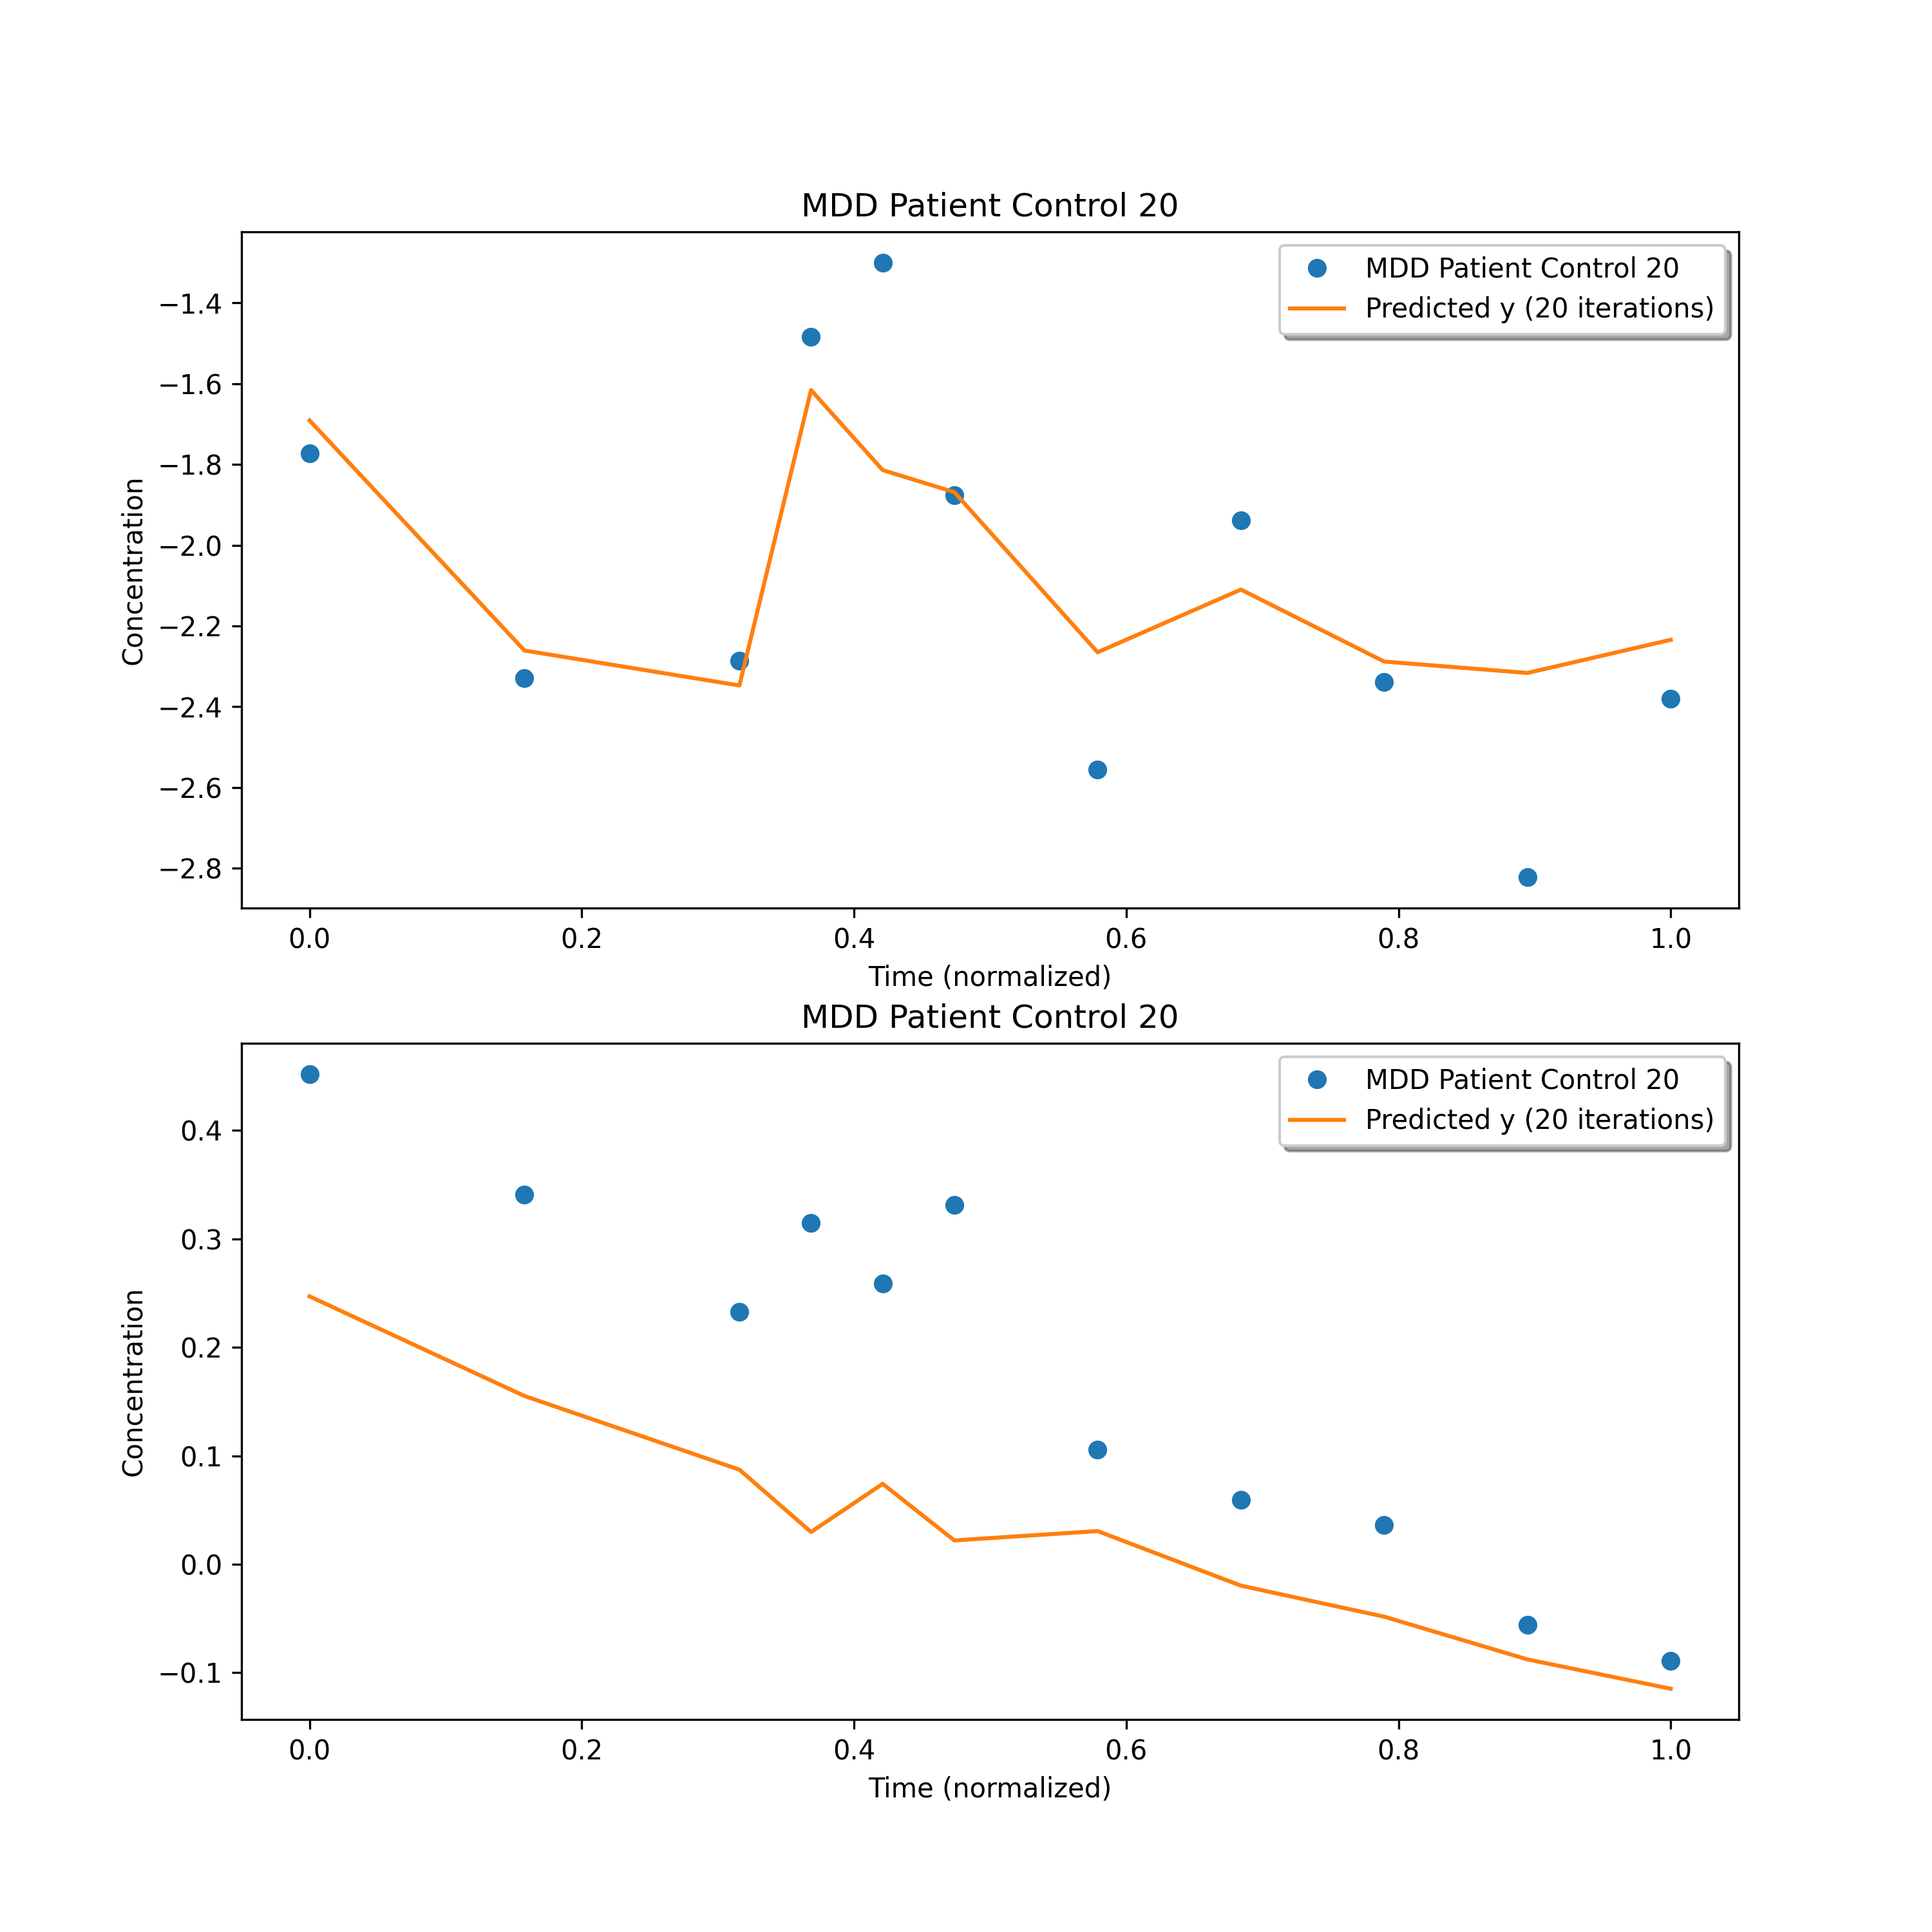 MDD Patient Control 20
MDD Patient Control 20
Predicted y (20 iterations)
Concentration
−1.4
−1.6
−1.8
−2.0
−2.2
−2.4
−2.6
−2.8
0.0 0.2 0.4 0.6 0.8 1.0
Time (normalized)
MDD Patient Control 20
MDD Patient Control 20
Predicted y (20 iterations)
Concentration
0.4
0.3
0.2
0.1
0.0
−0.1
0.0 0.2 0.4 0.6 0.8 1.0
Time (normalized)